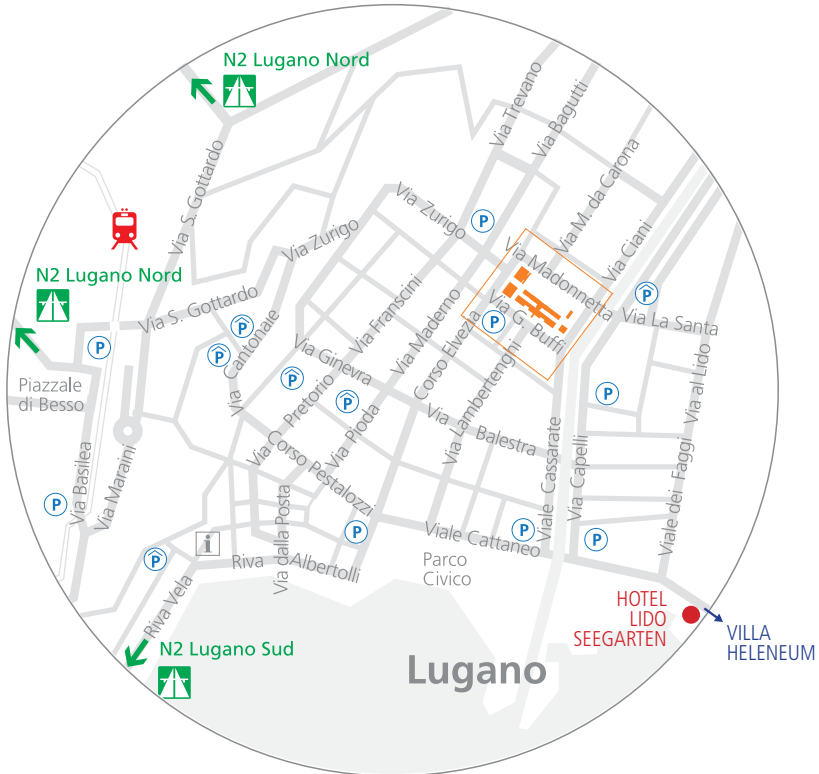 N2 Lugano Nord
Via Trevano
Via Bagutti
Via M. da Carona
Via Ciani
Via S. Gottardo
Via Zurigo
Via Zurigo
P
Via Madonnetta
N2 Lugano Nord
Via S. Gottardo
P
Via La Santa
Via G. Buffi
P
P
P
P
Via Franscini
Via Maderno
Corso Elvezia
Via Cantonale
Via Ginevra
Via Lambertenghi
Via al Lido
Piazzale
di Besso
P
P
P
Via Pretorio
Via Pioda
Via Balestra
Corso Pestalozzi
Via Basilea
Via Maraini
Viale Cassarate
Via Capelli
Viale dei Faggi
P
P
P
P
Via dalla Posta
Viale Cattaneo
i
P
Riva
Albertolli
Parco
Civico
Riva Vela
HOTEL
LIDO
SEEGARTEN
VILLA
HELENEUM
N2 Lugano Sud
Lugano